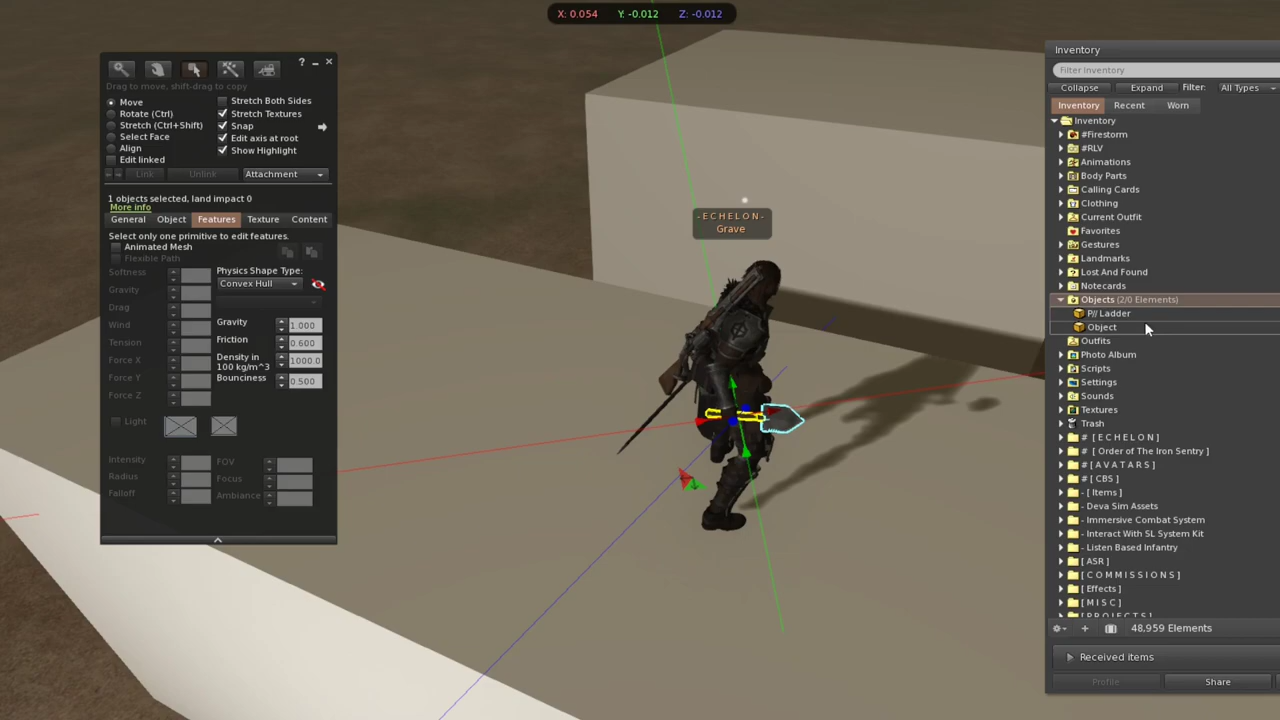 X: 0.054 Y: -0.012 Z: -0.012
?
Drag to move, shift-drag to copy
Move
Rotate (Ctrl)
Stretch (Ctrl+Shift)
Select Face
Align
Edit linked
Stretch Both Sides
Stretch Textures
Snap
Edit axis at root
Show Highlight
Link Unlink Attachment
1 objects selected, land impact 0
More info
General Object Features Texture Content
Select only one primitive to edit features.
Animated Mesh
Flexible Path
Softness
Gravity
Drag
Wind
Tension
Force X
Force Y
Force Z
Physics Shape Type:
Convex Hull
Gravity 1.000
Friction 0.600
Density in
100 kg/m^3 1000.0
Bounciness 0.500
Light
Intensity
Radius
Falloff
FOV
Focus
Ambiance
- E C H E L O N -
Grave
Inventory
Filter Inventory
Collapse Expand Filter: All Types
Inventory Recent Worn
Inventory
#Firestorm
#RLV
Animations
Body Parts
Calling Cards
Clothing
Current Outfit
Favorites
Gestures
Landmarks
Lost And Found
Notecards
Objects (2/0 Elements)
P// Ladder
Object
Outfits
Photo Album
Scripts
Settings
Sounds
Textures
Trash
# [ E C H E L O N ]
# [ Order of The Iron Sentry ]
# [ A V A T A R S ]
# [ CBS ]
- [ Items ]
- Deva Sim Assets
- Immersive Combat System
- Interact With SL System Kit
- Listen Based Infantry
[ ASR ]
[ C O M M I S S I O N S ]
[ Effects ]
[ M I S C ]
[ P R O J E C T S ]
48,959 Elements
Received items
Profile Share